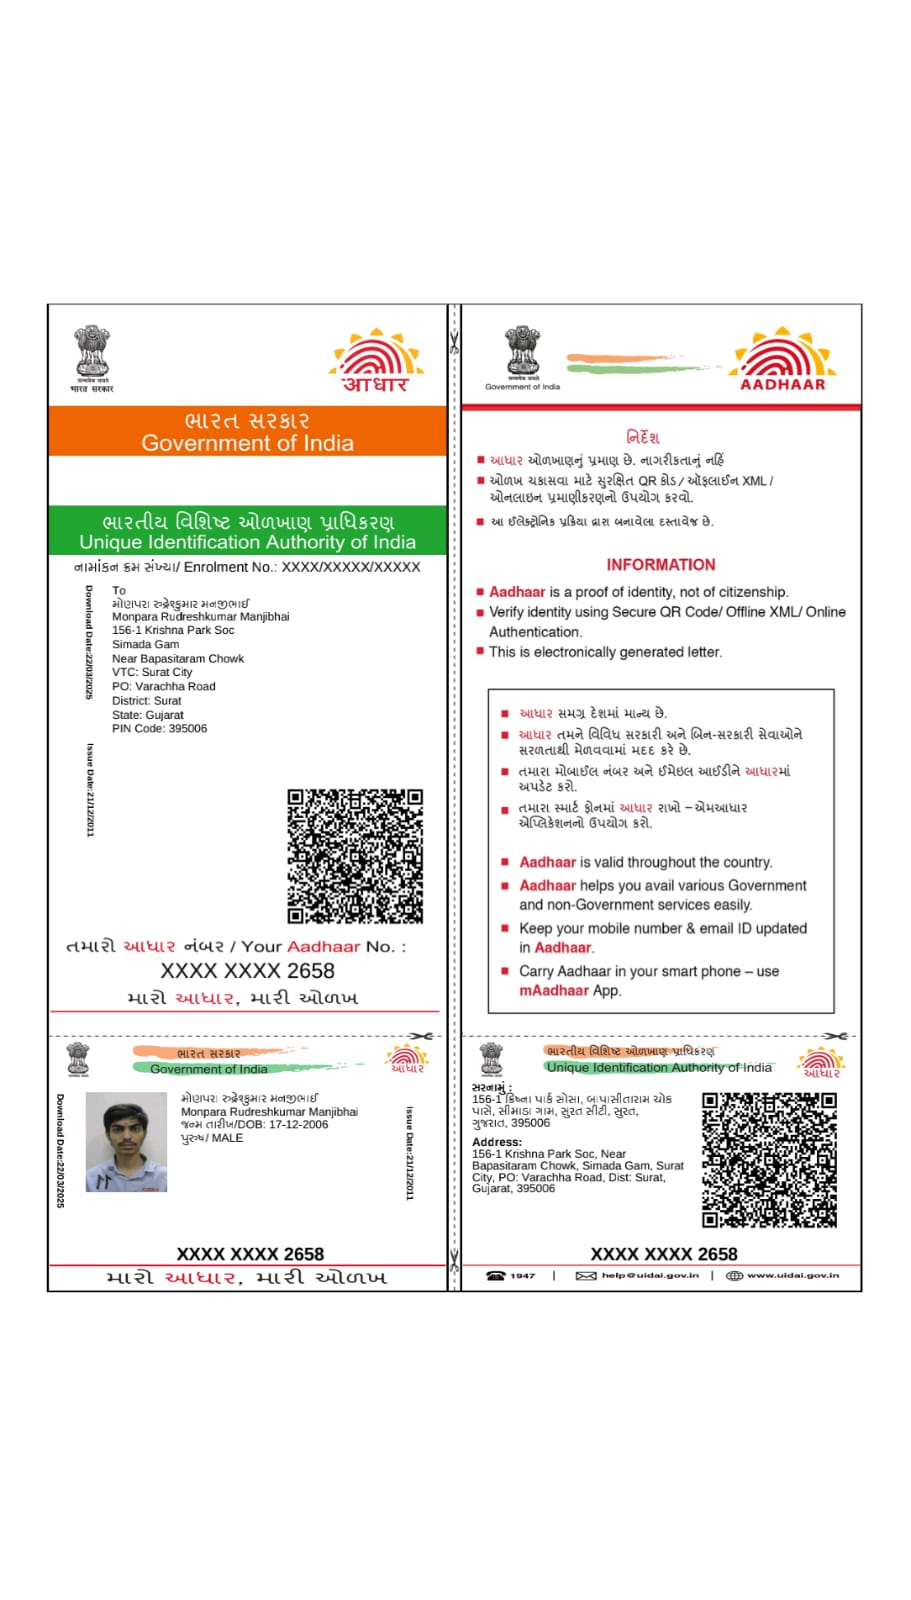 सत्यमेव जयते
भारत सरकार
आधार
ભારત સરકાર
Government of India
ભારતીય વિશિષ્ટ ઓળખાણ પ્રાધિકરણ
Unique Identification Authority of India
નામાંકન ક્રમ સંખ્યા/ Enrolment No.: XXXX/XXXXX/XXXXX
Download Date:22/03/2025
Issue Date:21/12/2011
To
મોણપરા રુદ્રેશ્કુમાર મનજીભાઈ
Monpara Rudreshkumar Manjibhai
156-1 Krishna Park Soc
Simada Gam
Near Bapasitaram Chowk
VTC: Surat City
PO: Varachha Road
District: Surat
State: Gujarat
PIN Code: 395006
તમારો આધાર નંબર / Your Aadhaar No. :
XXXX XXXX 2658
મારો આધાર, મારી ઓળખ
सत्यमेव जयते
Government of India
AADHAAR
નિર્દેશ
આધાર ઓળખાણનું પ્રમાણ છે. નાગરીકતાનું નહિં
ઓળખ ચકાસવા માટે સુરક્ષિત QR કોડ / ઑફલાઈન XML /
ઓનલાઇન પ્રમાણીકરણનો ઉપયોગ કરવો.
આ ઈલેક્ટ્રોનિક પ્રક્રિયા દ્વારા બનાવેલા દસ્તાવેજ છે.
INFORMATION
Aadhaar is a proof of identity, not of citizenship.
Verify identity using Secure QR Code/ Offline XML/ Online
Authentication.
This is electronically generated letter.
આધાર સમગ્ર દેશમાં માન્ય છે.
આધાર તમને વિવિધ સરકારી અને બિન-સરકારી સેવાઓને
સરળતાથી મેળવવામાં મદદ કરે છે.
તમારા મોબાઈલ નંબર અને ઈમેઇલ આઈડીને આધારમાં
અપડેટ કરો.
તમારા સ્માર્ટ ફોનમાં આધાર રાખો – એમઆધાર
એપ્લિકેશનનો ઉપયોગ કરો.
Aadhaar is valid throughout the country.
Aadhaar helps you avail various Government
and non-Government services easily.
Keep your mobile number & email ID updated
in Aadhaar.
Carry Aadhaar in your smart phone – use
mAadhaar App.
ભારત સરકાર
Government of India
આધાર
Download Date:22/03/2025
મોણપરા રુદ્રેશ્કુમાર મનજીભાઈ
Monpara Rudreshkumar Manjibhai
જન્મ તારીખ/DOB: 17-12-2006
પુરુષ/ MALE
Issue Date:21/12/2011
XXXX XXXX 2658
મારો આધાર, મારી ઓળખ
ભારતીય વિશિષ્ટ ઓળખાણ પ્રાધિકરણ
Unique Identification Authority of India
આધાર
સરનામું :
156-1 ક્રિષ્ના પાર્ક સોસા, બાપાસીતારામ ચોક
પાસે, સીમાડા ગામ, સુરત સીટી, સુરત,
ગુજરાત, 395006
Address:
156-1 Krishna Park Soc, Near
Bapasitaram Chowk, Simada Gam, Surat
City, PO: Varachha Road, Dist: Surat,
Gujarat, 395006
XXXX XXXX 2658
1947 | help@uidai.gov.in | www.uidai.gov.in